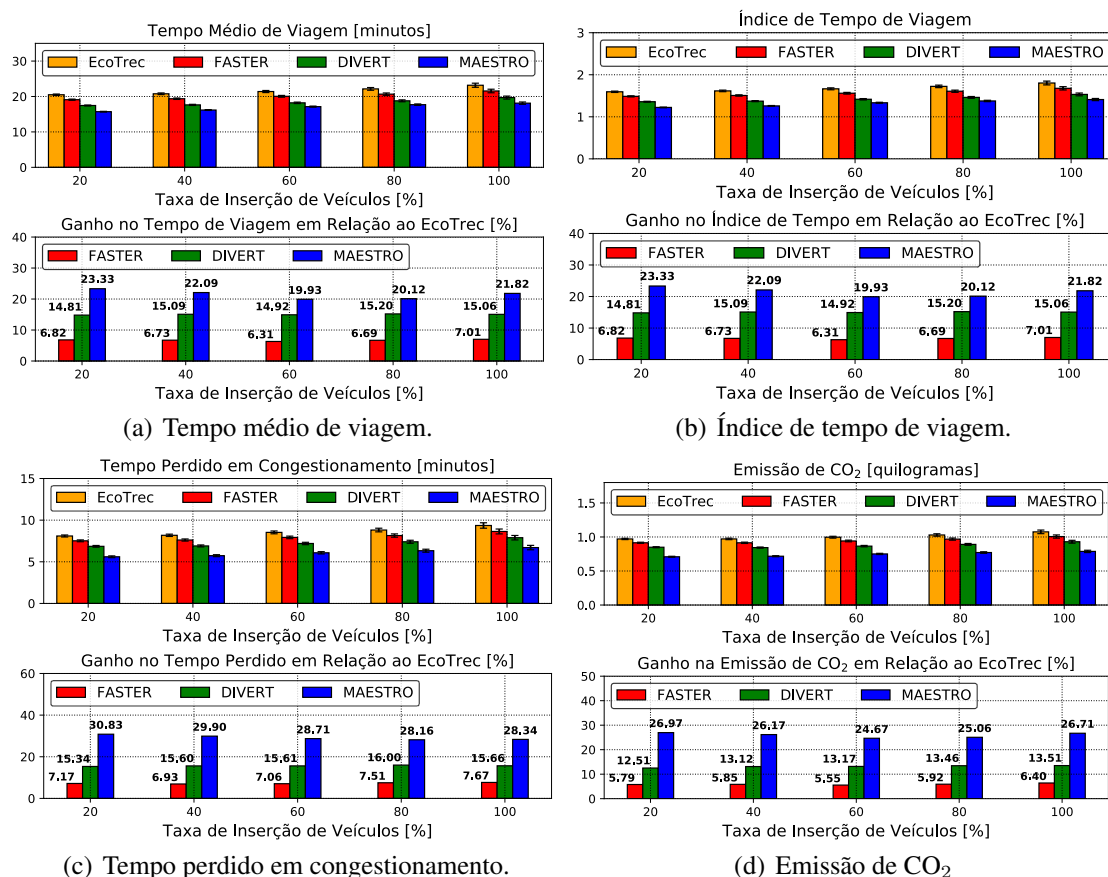 Tempo Médio de Viagem [minutos]
30
20
10
0
EcoTrec FASTER DIVERT MAESTRO
20 40 60 80 100
Taxa de Inserção de Veículos [%]
Ganho no Tempo de Viagem em Relação ao EcoTrec [%]
40
30
20
10
0
FASTER DIVERT MAESTRO
6.82 14.81 23.33 6.73 15.09 22.09 6.31 14.92 19.93 6.69 15.20 20.12 7.01 15.06 21.82
20 40 60 80 100
Taxa de Inserção de Veículos [%]
(a) Tempo médio de viagem.
Índice de Tempo de Viagem
3
2
1
0
EcoTrec FASTER DIVERT MAESTRO
20 40 60 80 100
Taxa de Inserção de Veículos [%]
Ganho no Índice de Tempo em Relação ao EcoTrec [%]
40
30
20
10
0
FASTER DIVERT MAESTRO
6.82 14.81 23.33 6.73 15.09 22.09 6.31 14.92 19.93 6.69 15.20 20.12 7.01 15.06 21.82
20 40 60 80 100
Taxa de Inserção de Veículos [%]
(b) Índice de tempo de viagem.
Tempo Perdido em Congestionamento [minutos]
15
10
5
0
EcoTrec FASTER DIVERT MAESTRO
20 40 60 80 100
Taxa de Inserção de Veículos [%]
Ganho no Tempo Perdido em Relação ao EcoTrec [%]
60
40
20
0
FASTER DIVERT MAESTRO
7.17 15.34 30.83 6.93 15.60 29.90 7.06 15.61 28.71 7.51 16.00 28.16 7.67 15.66 28.34
20 40 60 80 100
Taxa de Inserção de Veículos [%]
(c) Tempo perdido em congestionamento.
Emissão de CO₂ [quilogramas]
1.5
1.0
0.5
0.0
EcoTrec FASTER DIVERT MAESTRO
20 40 60 80 100
Taxa de Inserção de Veículos [%]
Ganho na Emissão de CO₂ em Relação ao EcoTrec [%]
50
40
30
20
10
0
FASTER DIVERT MAESTRO
5.79 12.51 26.97 5.85 13.12 26.17 5.55 13.17 24.67 5.92 13.46 25.06 6.40 13.51 26.71
20 40 60 80 100
Taxa de Inserção de Veículos [%]
(d) Emissão de CO₂